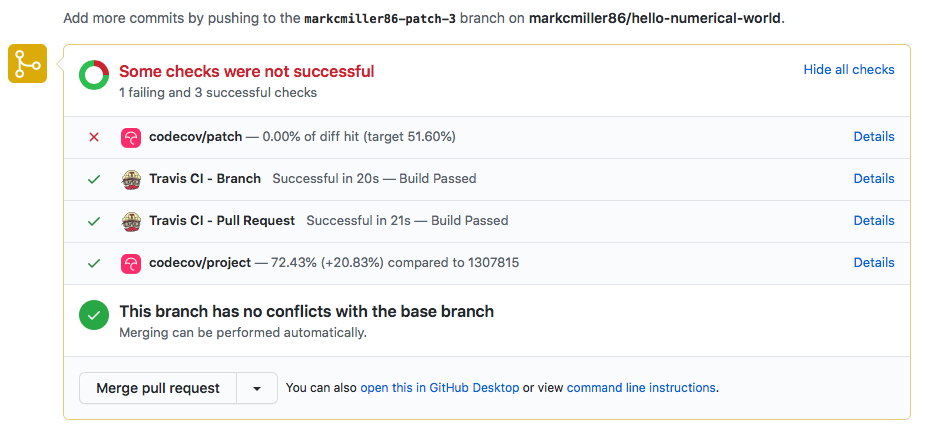 Add more commits by pushing to the markcmiller86-patch-3 branch on markcmiller86/hello-numerical-world.
Some checks were not successful
Hide all checks
1 failing and 3 successful checks
codecov/patch — 0.00% of diff hit (target 51.60%)
Details
Travis CI - Branch Successful in 20s — Build Passed
Details
Travis CI - Pull Request Successful in 21s — Build Passed
Details
codecov/project — 72.43% (+20.83%) compared to 1307815
Details
This branch has no conflicts with the base branch
Merging can be performed automatically.
Merge pull request
You can also open this in GitHub Desktop or view command line instructions.